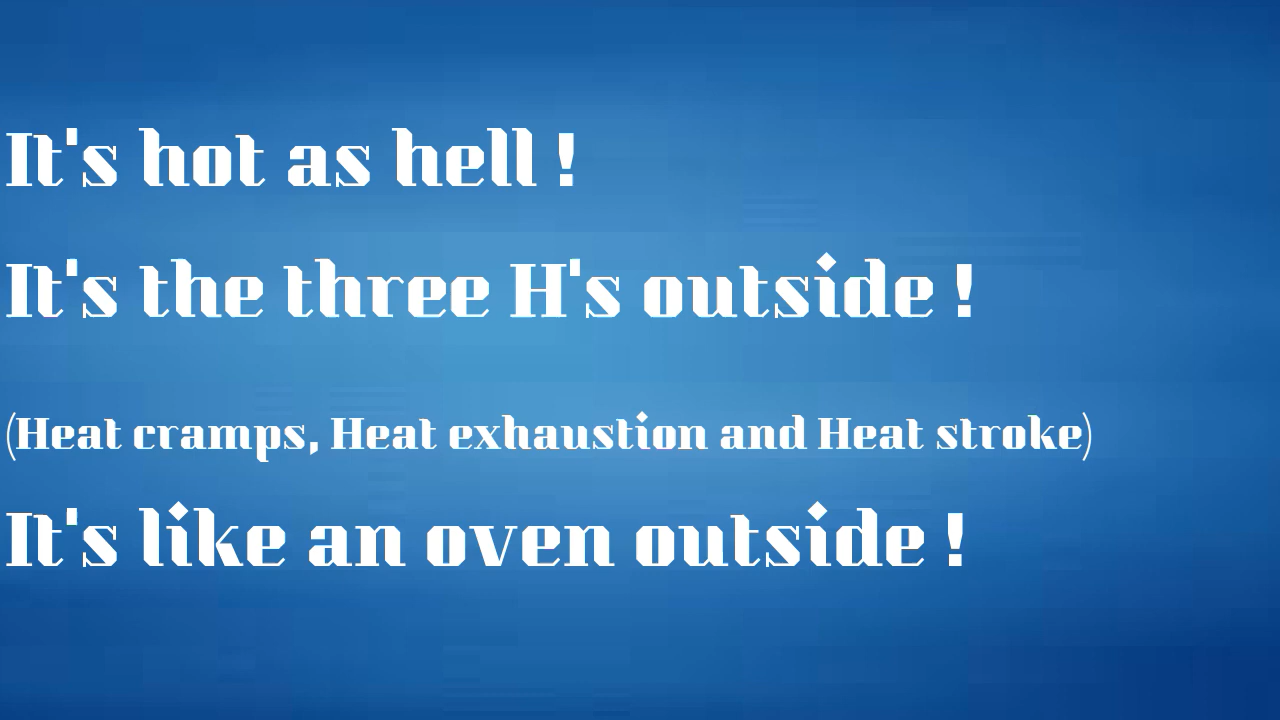 It's hot as hell !
It's the three H's outside !
(Heat cramps, Heat exhaustion and Heat stroke)
It's like an oven outside !